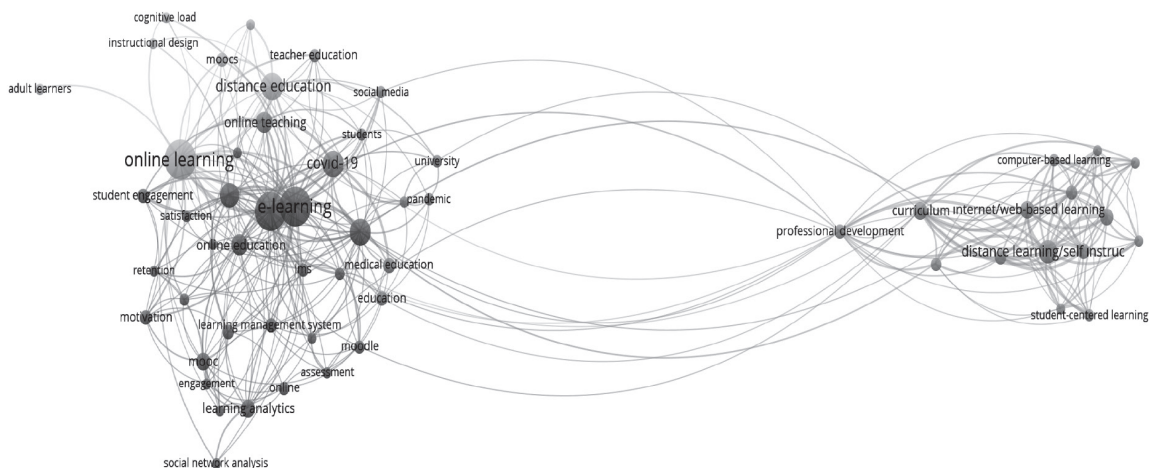 cognitive load
instructional design
moocs
teacher education
adult learners
distance education
social media
online teaching
students
online learning
covid-19
university
student engagement
e-learning
pandemic
satisfaction
online education
retention
lms
medical education
education
motivation
learning management system
moodle
mooc
assessment
engagement
online
learning analytics
social network analysis
computer-based learning
curriculum
internet/web-based learning
professional development
distance learning/self instruc
student-centered learning